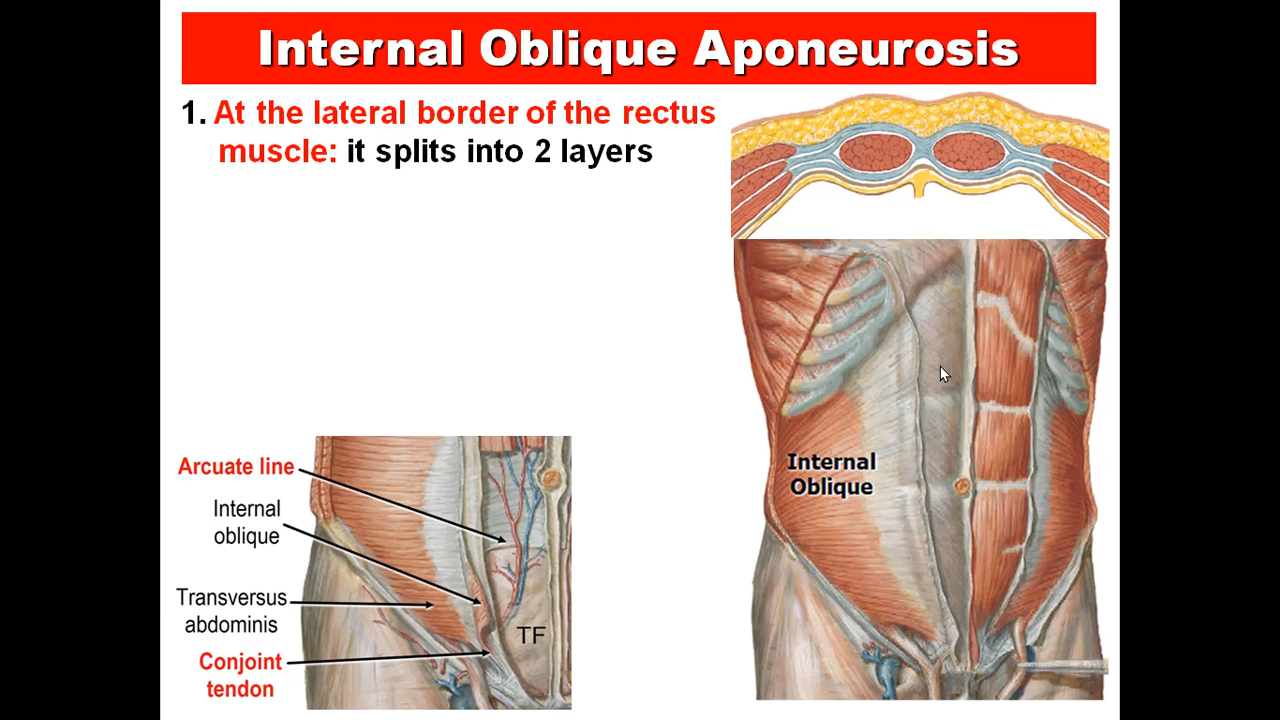 Internal Oblique Aponeurosis
1. At the lateral border of the rectus
muscle: it splits into 2 layers
Internal
Oblique
Arcuate line
Internal
oblique
Transversus
abdominis
TF
Conjoint
tendon